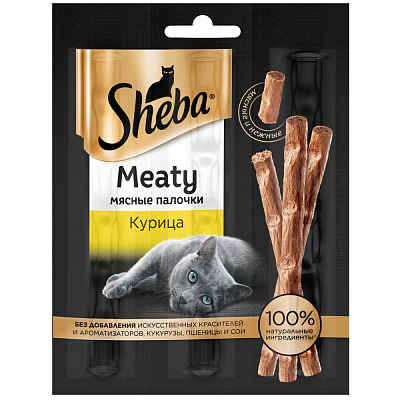 Sheba®
мясные и нежные
Meaty
мясные палочки
Курица
100%
натуральные
ингредиенты*
БЕЗ ДОБАВЛЕНИЯ ИСКУССТВЕННЫХ КРАСИТЕЛЕЙ
И АРОМАТИЗАТОРОВ, КУКУРУЗЫ, ПШЕНИЦЫ И СОИ